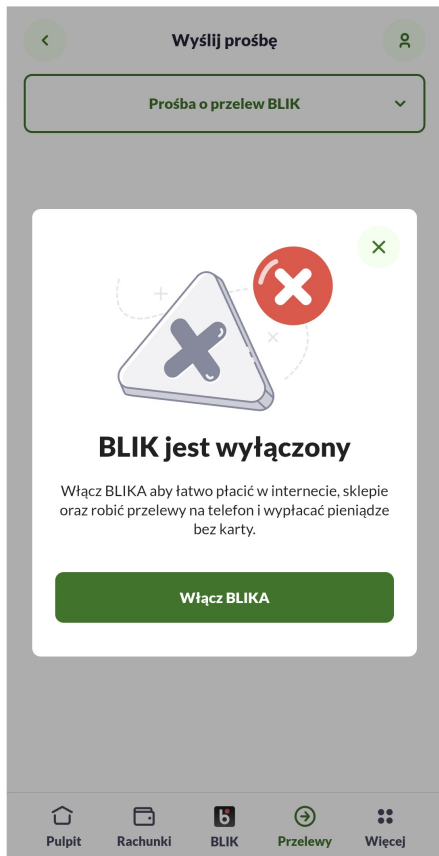 Wyślij prośbę
Prośba o przelew BLIK
BLIK jest wyłączony
Włącz BLIKA aby łatwo płacić w internecie, sklepie
oraz robić przelewy na telefon i wypłacać pieniądze
bez karty.
Włącz BLIKA
Pulpit
Rachunki
BLIK
Przelewy
Więcej